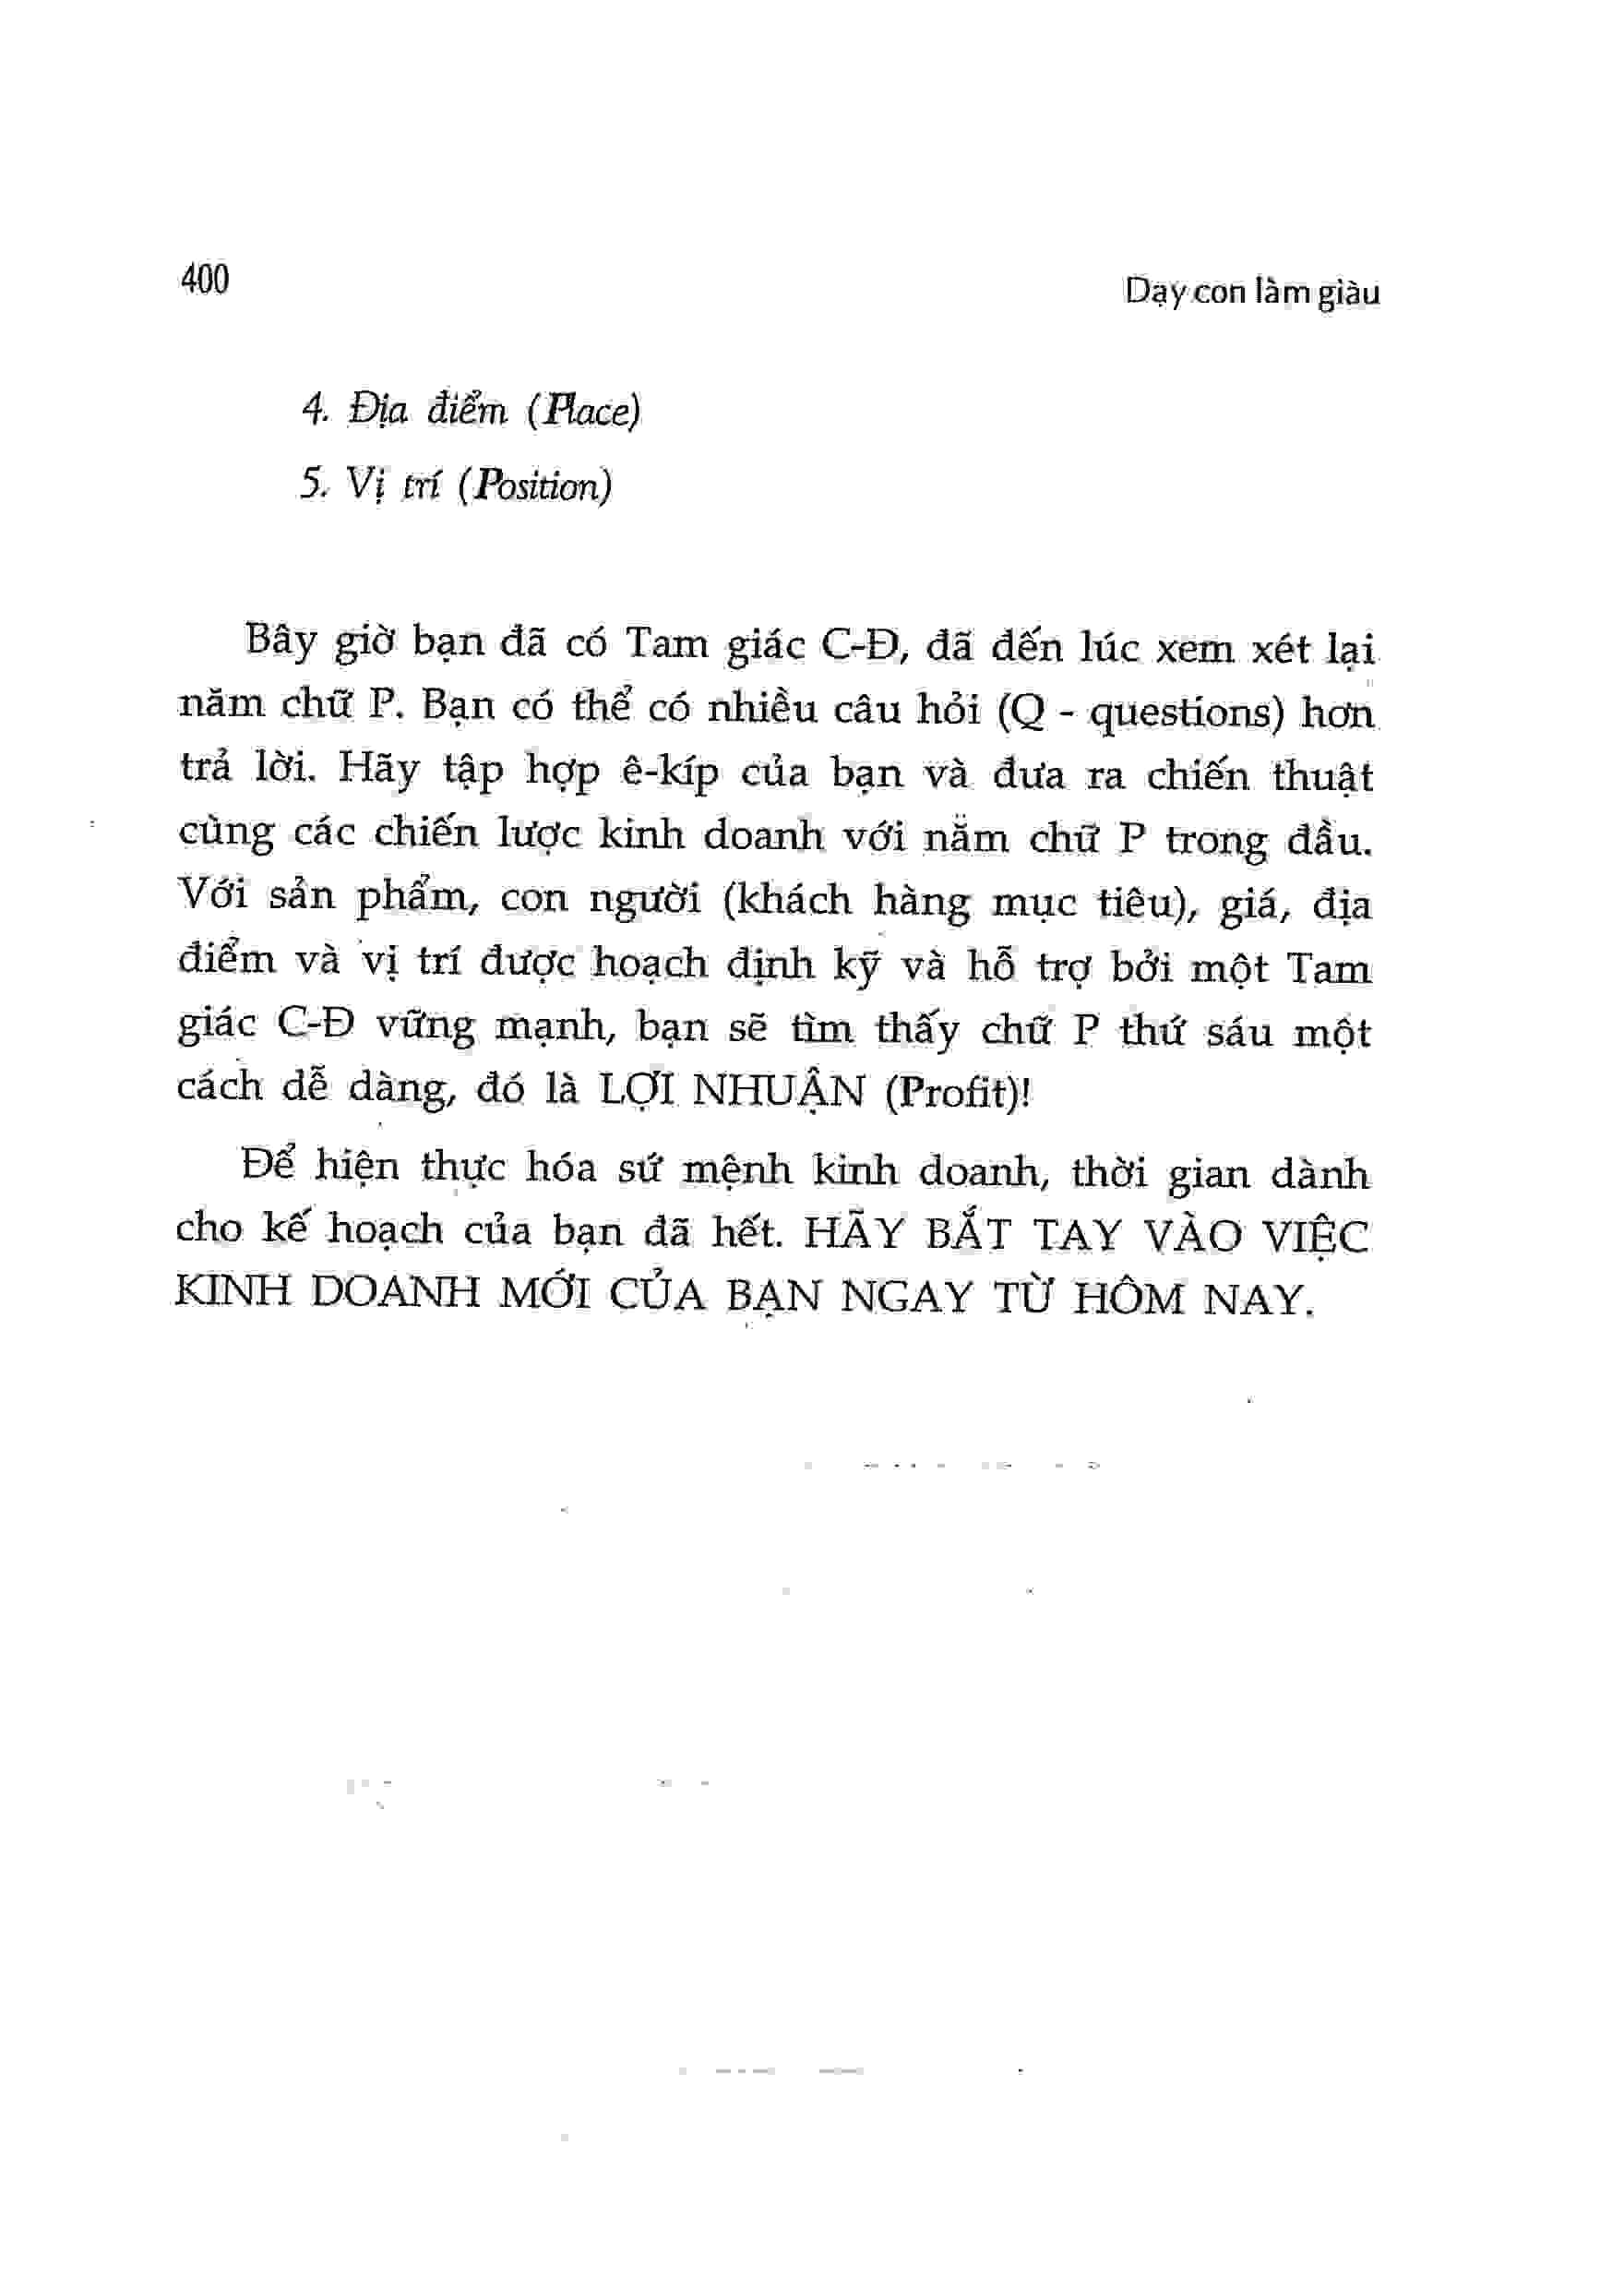 400
Dạy con làm giàu
4. Địa điểm (Place)
5. Vị trí (Position)
Bây giờ bạn đã có Tam giác C-Đ, đã đến lúc xem xét lại
năm chữ P. Bạn có thể có nhiều câu hỏi (Q - questions) hơn
trả lời. Hãy tập hợp ê-kíp của bạn và đưa ra chiến thuật
cùng các chiến lược kinh doanh với năm chữ P trong đầu.
Với sản phẩm, con người (khách hàng mục tiêu), giá, địa
điểm và vị trí được hoạch định kỹ và hỗ trợ bởi một Tam
giác C-Đ vững mạnh, bạn sẽ tìm thấy chữ P thứ sáu một
cách dễ dàng, đó là LỢI NHUẬN (Profit)!
Để hiện thực hóa sứ mệnh kinh doanh, thời gian dành
cho kế hoạch của bạn đã hết. HÃY BẮT TAY VÀO VIỆC
KINH DOANH MỚI CỦA BẠN NGAY TỪ HÔM NAY.